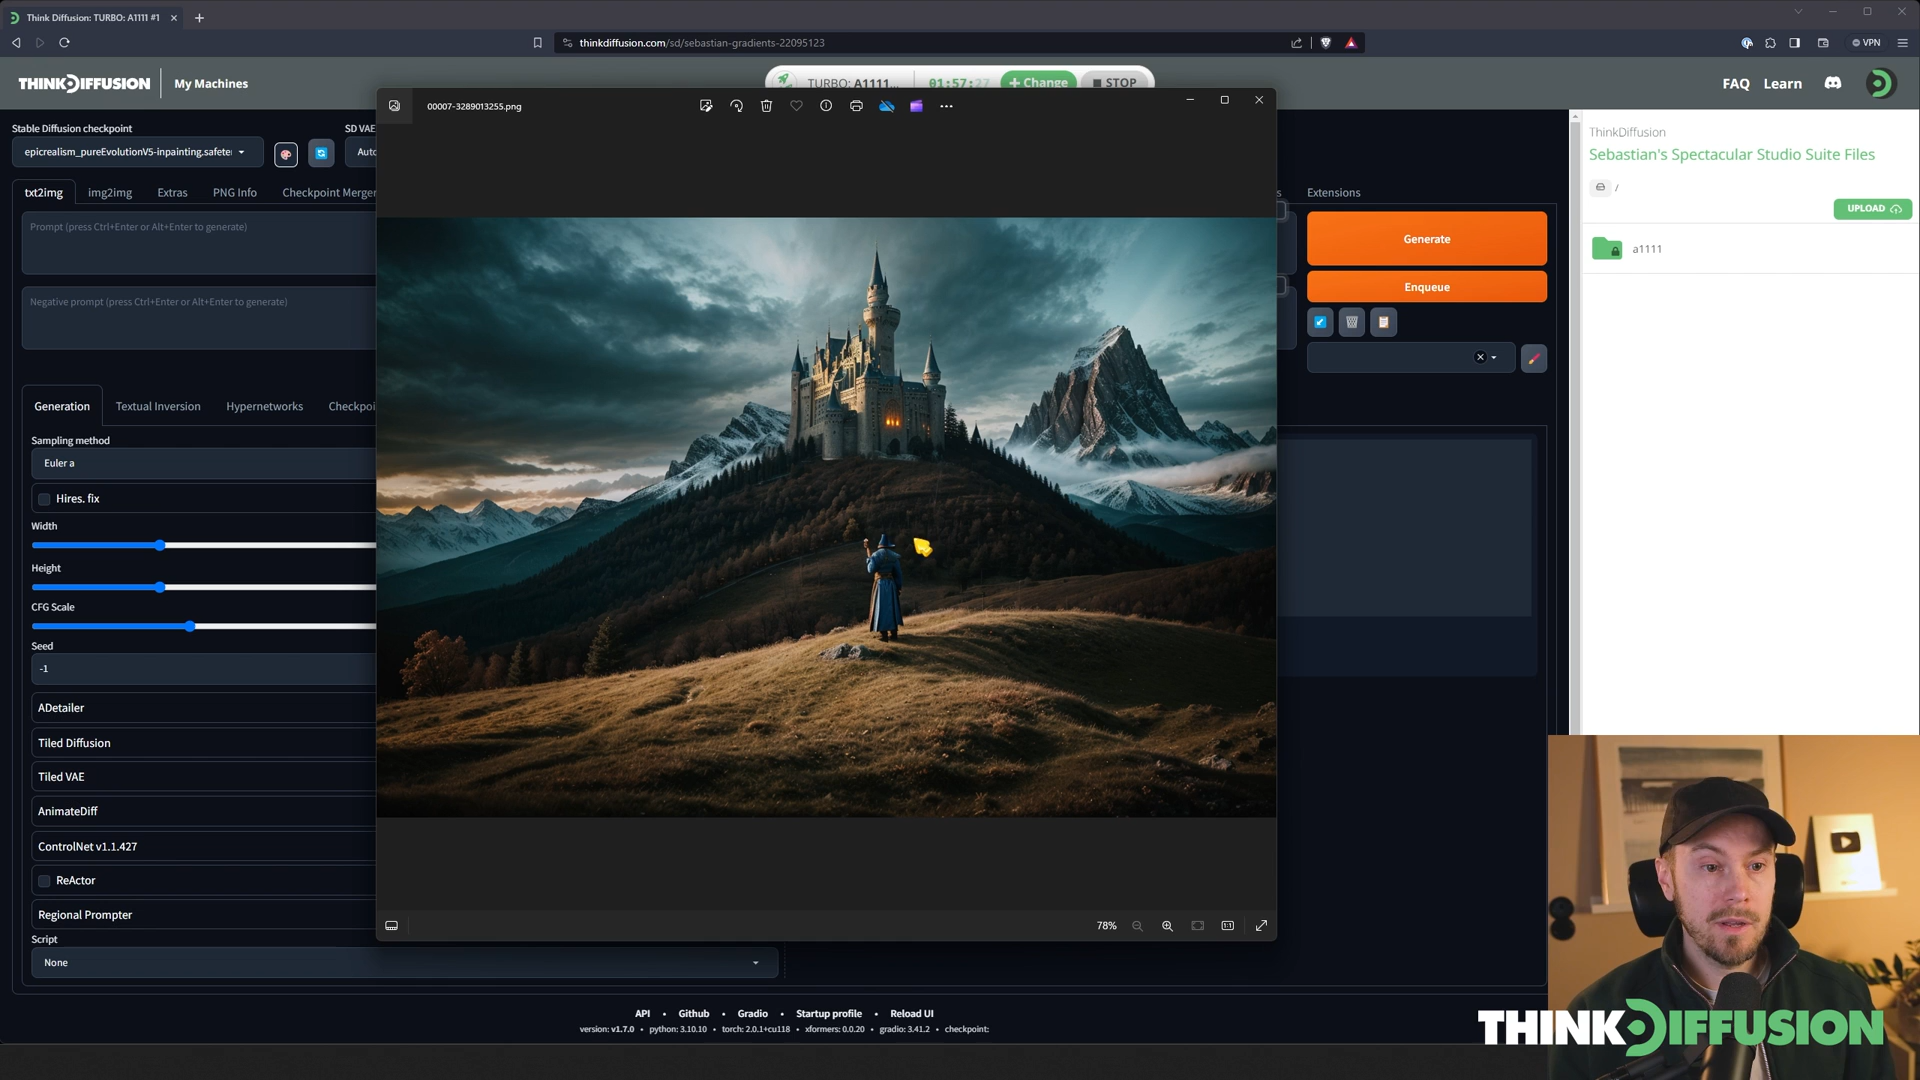 Think Diffusion: TURBO: A1111 #1
thinkdiffusion.com/sd/sebastian-gradients-22095123
VPN
THINKDIFFUSION
My Machines
TURBO: A1111...
01:57:27
+ Change
STOP
FAQ
Learn
00007-3289013255.png
Stable Diffusion checkpoint
SD VAE
epicrealism_pureEvolutionV5-inpainting.safete
txt2img
img2img
Extras
PNG Info
Checkpoint Merger
Extensions
Prompt (press Ctrl+Enter or Alt+Enter to generate)
Negative prompt (press Ctrl+Enter or Alt+Enter to generate)
Generate
Enqueue
ThinkDiffusion
Sebastian's Spectacular Studio Suite Files
/
UPLOAD
a1111
Generation
Textual Inversion
Hypernetworks
Sampling method
Euler a
Hires. fix
Width
Height
CFG Scale
Seed
-1
ADetailer
Tiled Diffusion
Tiled VAE
AnimateDiff
ControlNet v1.1.427
ReActor
Regional Prompter
Script
None
78%
1:1
API • Github • Gradio • Startup profile • Reload UI
version: v1.7.0 • python: 3.10.10 • torch: 2.0.1+cu118 • xformers: 0.0.20 • gradio: 3.41.2 • checkpoint:
THINKDIFFUSION